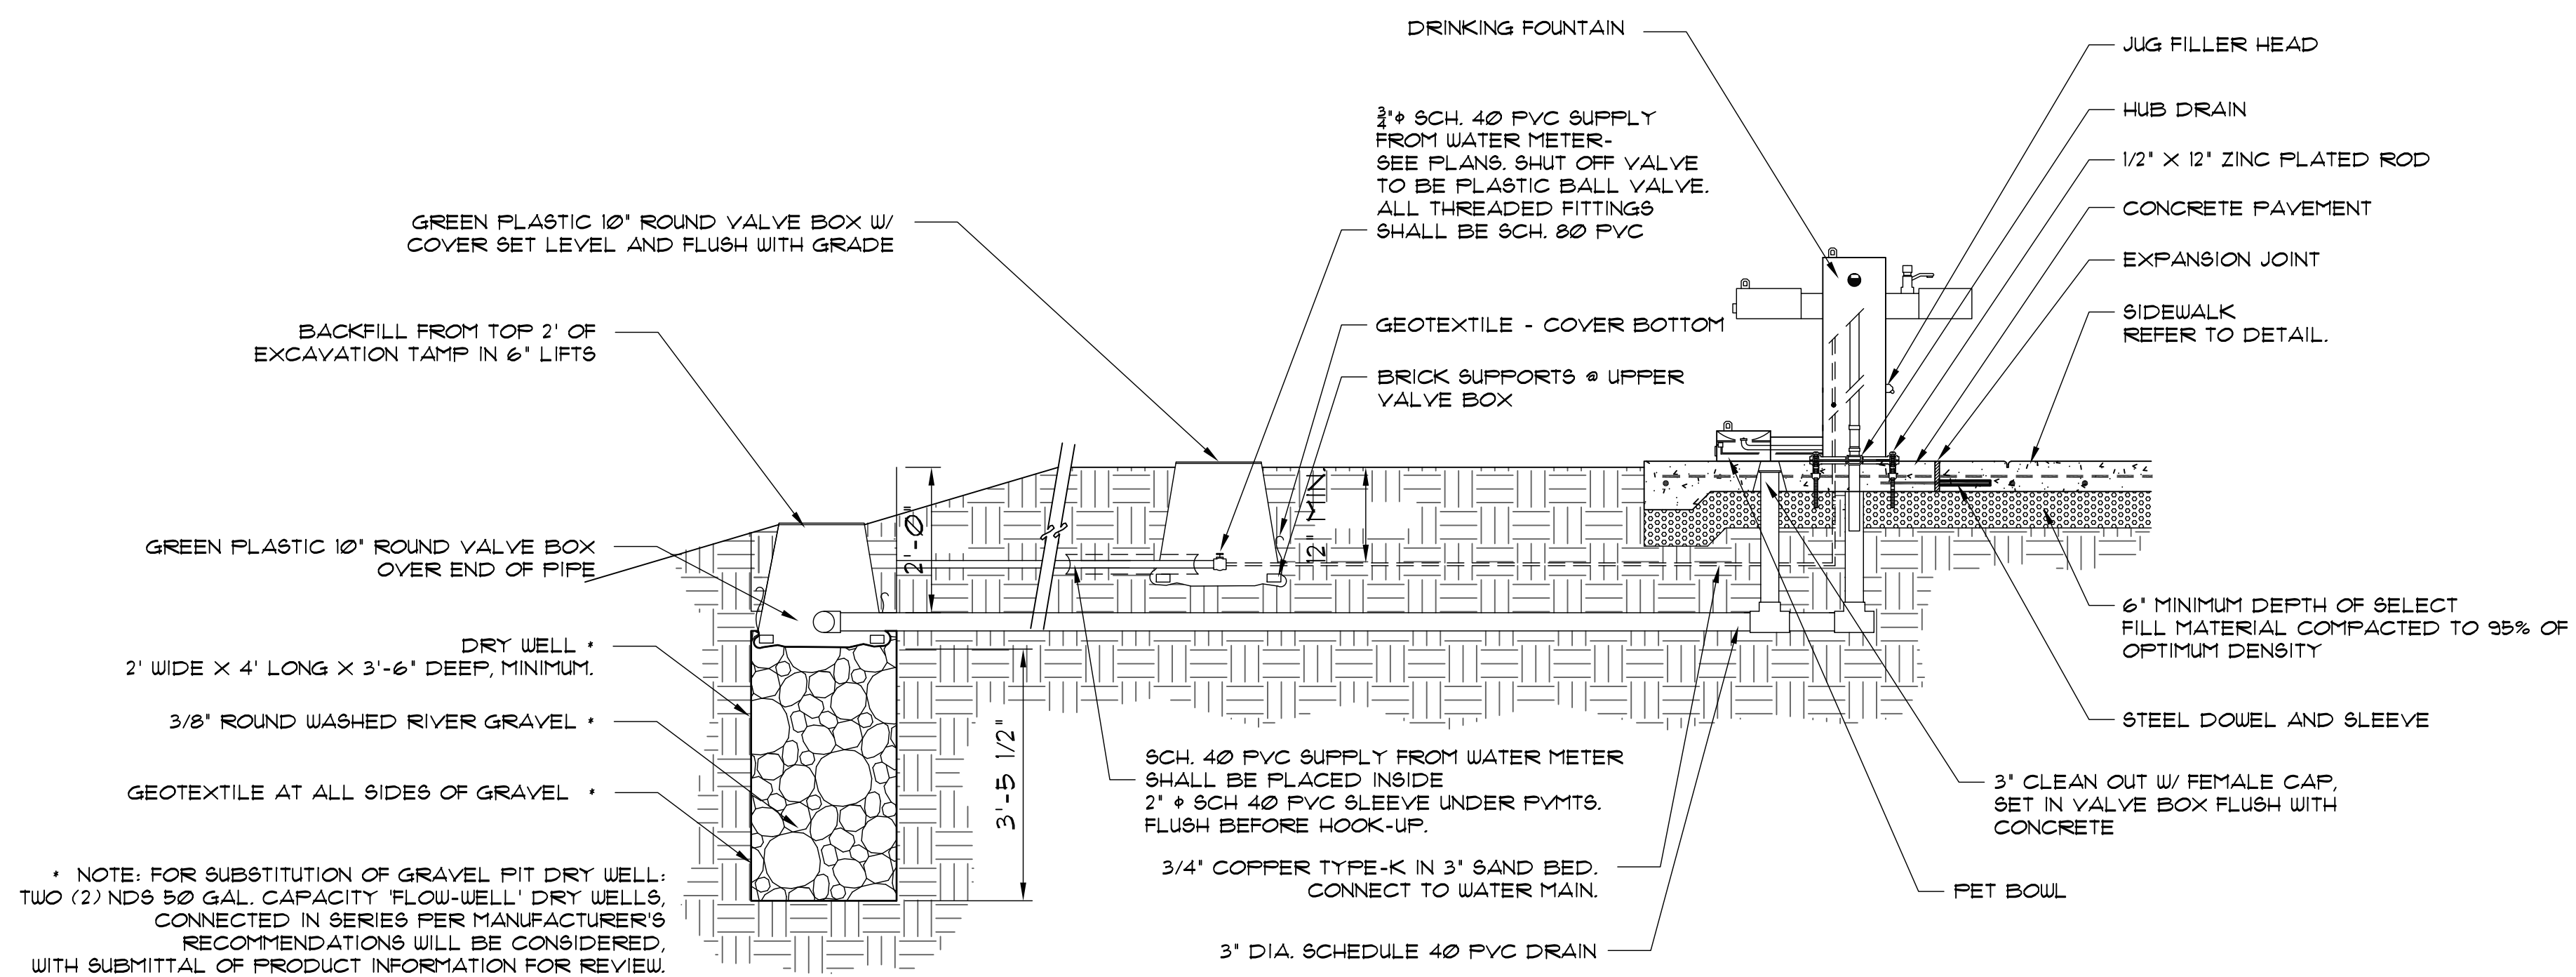 DRINKING FOUNTAIN
JUG FILLER HEAD
HUB DRAIN
1/2" X 12" ZINC PLATED ROD
CONCRETE PAVEMENT
EXPANSION JOINT
SIDEWALK
REFER TO DETAIL.
3/4"ϕ SCH. 40 PVC SUPPLY
FROM WATER METER-
SEE PLANS. SHUT OFF VALVE
TO BE PLASTIC BALL VALVE.
ALL THREADED FITTINGS
SHALL BE SCH. 80 PVC
GREEN PLASTIC 10" ROUND VALVE BOX W/
COVER SET LEVEL AND FLUSH WITH GRADE
GEOTEXTILE - COVER BOTTOM
BRICK SUPPORTS @ UPPER
VALVE BOX
BACKFILL FROM TOP 2' OF
EXCAVATION TAMP IN 6" LIFTS
2'-0"
12" MIN
GREEN PLASTIC 10" ROUND VALVE BOX
OVER END OF PIPE
DRY WELL *
2' WIDE X 4' LONG X 3'-6" DEEP, MINIMUM.
3/8" ROUND WASHED RIVER GRAVEL *
GEOTEXTILE AT ALL SIDES OF GRAVEL *
3'-5 1/2"
* NOTE: FOR SUBSTITUTION OF GRAVEL PIT DRY WELL:
TWO (2) NDS 50 GAL. CAPACITY 'FLOW-WELL' DRY WELLS,
CONNECTED IN SERIES PER MANUFACTURER'S
RECOMMENDATIONS WILL BE CONSIDERED,
WITH SUBMITTAL OF PRODUCT INFORMATION FOR REVIEW.
SCH. 40 PVC SUPPLY FROM WATER METER
SHALL BE PLACED INSIDE
2" ϕ SCH 40 PVC SLEEVE UNDER PVMTS.
FLUSH BEFORE HOOK-UP.
3/4" COPPER TYPE-K IN 3" SAND BED.
CONNECT TO WATER MAIN.
3" DIA. SCHEDULE 40 PVC DRAIN
6" MINIMUM DEPTH OF SELECT
FILL MATERIAL COMPACTED TO 95% OF
OPTIMUM DENSITY
STEEL DOWEL AND SLEEVE
3" CLEAN OUT W/ FEMALE CAP,
SET IN VALVE BOX FLUSH WITH
CONCRETE
PET BOWL